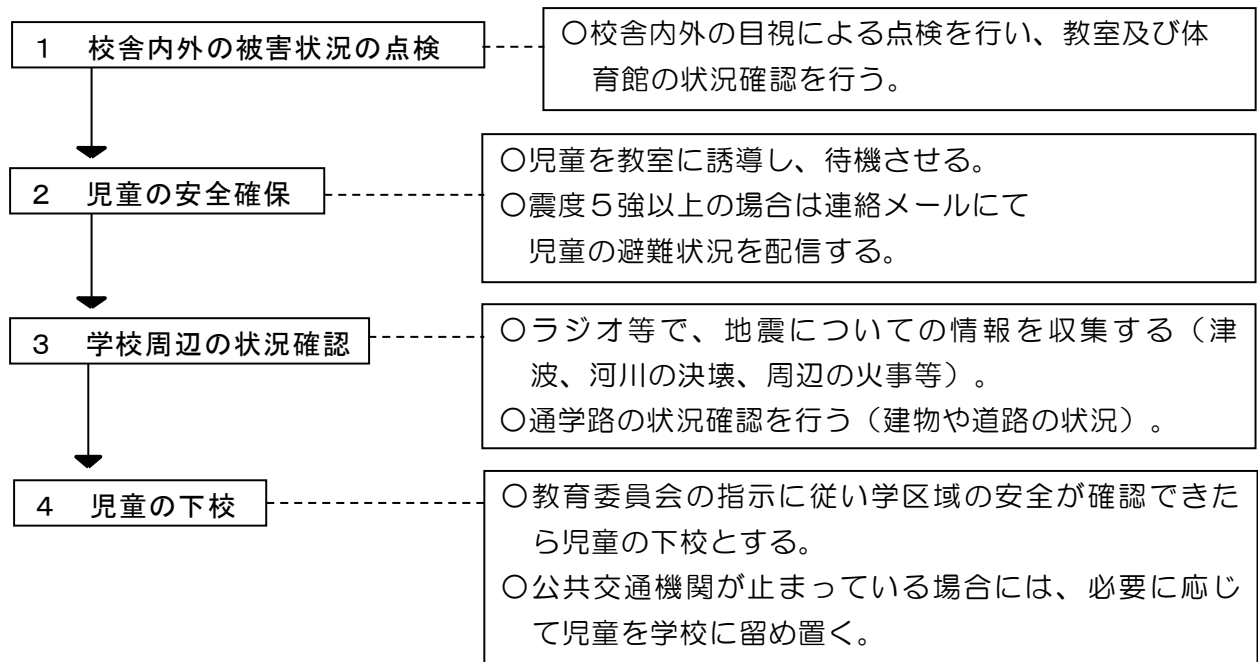 １　校舎内外の被害状況の点検
○校舎内外の目視による点検を行い、教室及び体
育館の状況確認を行う。
２　児童の安全確保
○児童を教室に誘導し、待機させる。
○震度５強以上の場合は連絡メールにて
児童の避難状況を配信する。
３　学校周辺の状況確認
○ラジオ等で、地震についての情報を収集する（津
波、河川の決壊、周辺の火事等）。
○通学路の状況確認を行う（建物や道路の状況）。
４　児童の下校
○教育委員会の指示に従い学区域の安全が確認できた
ら児童の下校とする。
○公共交通機関が止まっている場合には、必要に応じ
て児童を学校に留め置く。